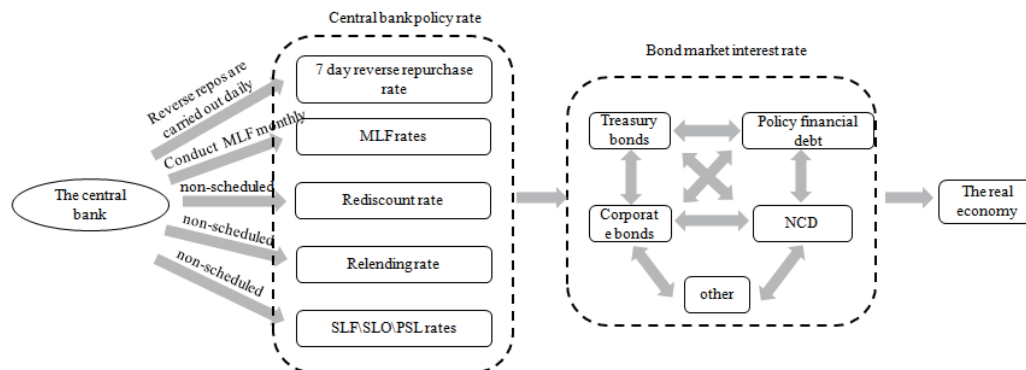 Central bank policy rate
Bond market interest rate
Reverse repos are
carried out daily
7 day reverse repurchase
rate
Conduct MLF monthly
MLF rates
Treasury
bonds
Policy financial
debt
The central
bank
non-scheduled
Rediscount rate
The real
economy
non-scheduled
Corporat
e bonds
NCD
Relending rate
non-scheduled
other
SLF\SLO\PSL rates